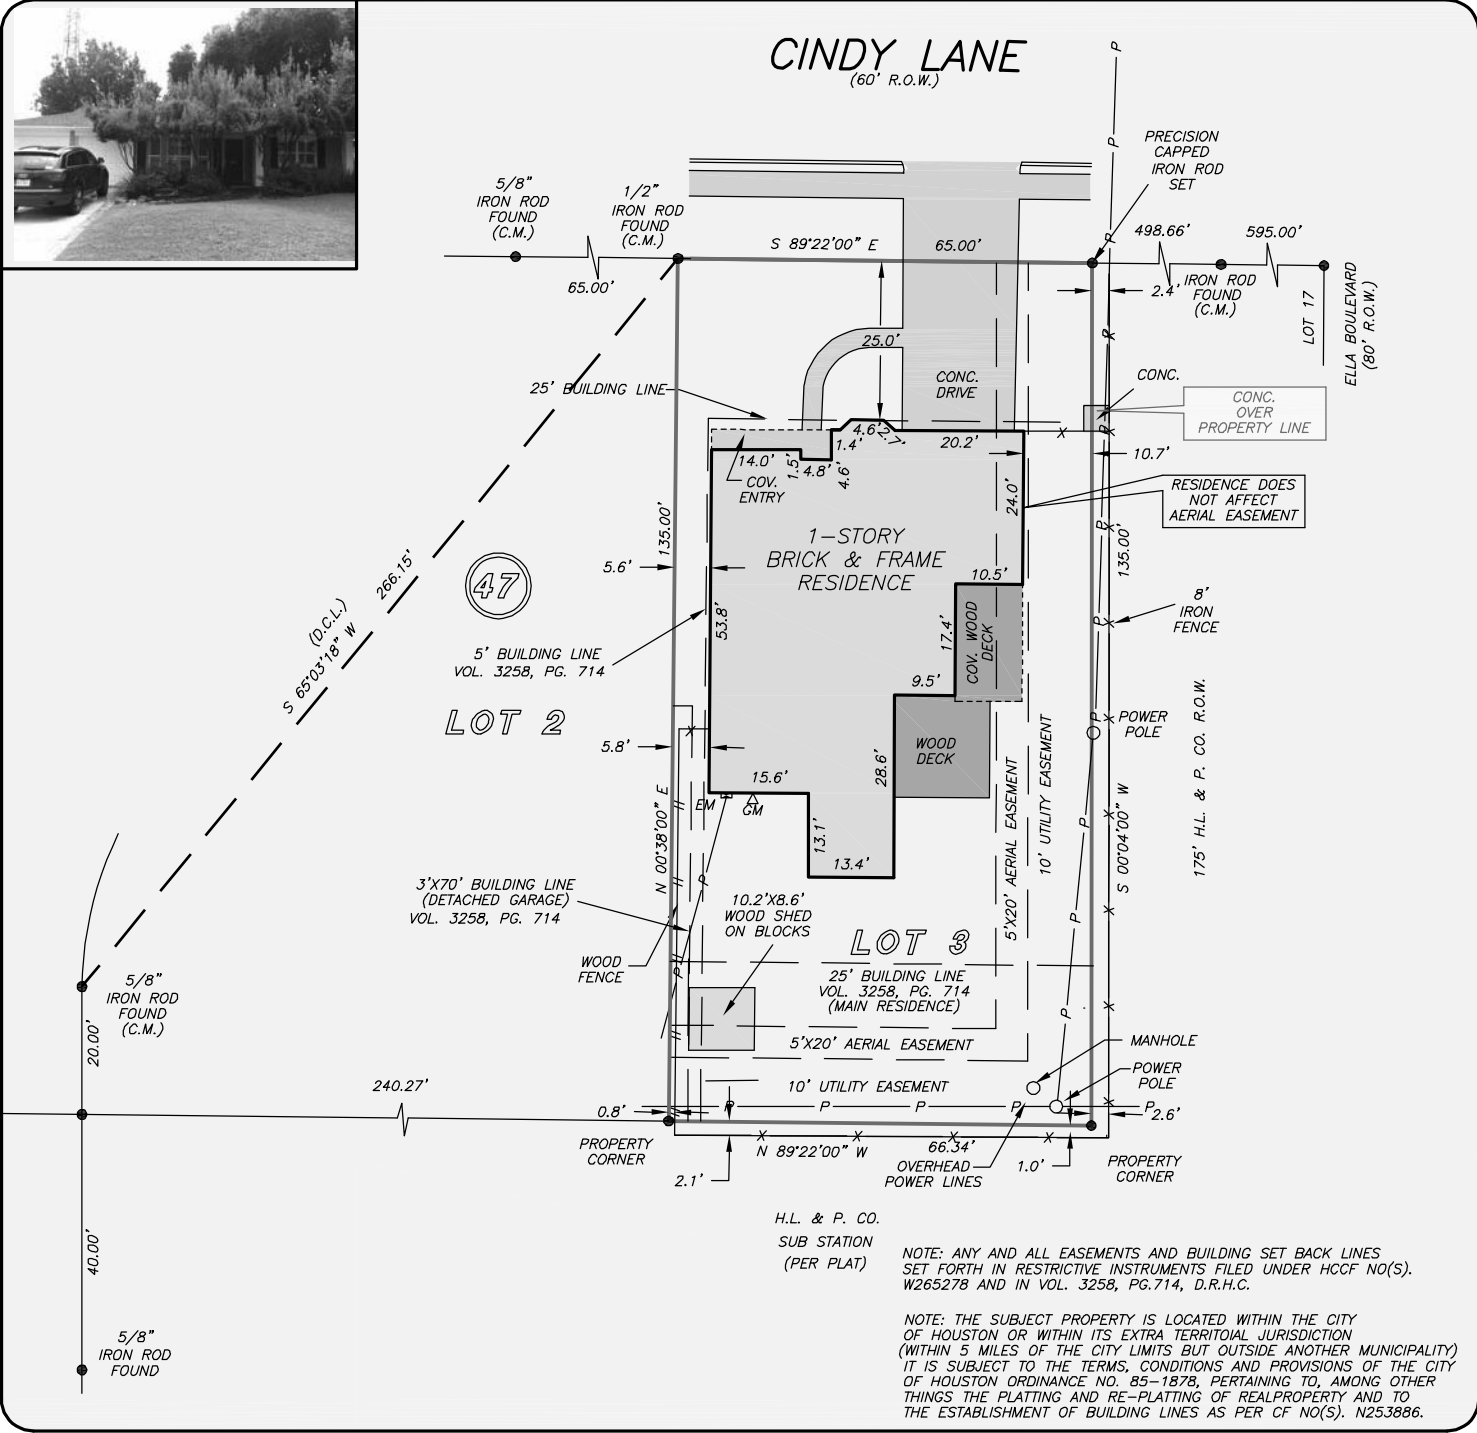 CINDY LANE
(60' R.O.W.)
PRECISION
CAPPED
IRON ROD
SET
5/8"
IRON ROD
FOUND
(C.M.)
1/2"
IRON ROD
FOUND
(C.M.)
S 89°22'00" E
65.00'
498.66'
595.00'
65.00'
2.4'
IRON ROD
FOUND
(C.M.)
LOT 17
ELLA BOULEVARD
(80' R.O.W.)
25.0'
25' BUILDING LINE
CONC.
DRIVE
CONC.
CONC.
OVER
PROPERTY LINE
4.6'
2.7'
1.4'
20.2'
10.7'
14.0'
1.5'
4.8'
4.6'
COV.
ENTRY
24.0'
RESIDENCE DOES
NOT AFFECT
AERIAL EASEMENT
135.00'
1-STORY
BRICK & FRAME
RESIDENCE
135.00'
5.6'
47
266.15'
(D.C.L.)
S 65°03'18" W
10.5'
8'
IRON
FENCE
53.8'
17.4'
COV. WOOD
DECK
5' BUILDING LINE
VOL. 3258, PG. 714
9.5'
LOT 2
POWER
POLE
5.8'
WOOD
DECK
28.6'
15.6'
EM
GM
N 00°38'00" E
13.1'
13.4'
5'X20' AERIAL EASEMENT
10' UTILITY EASEMENT
S 00°04'00" W
175' H.L. & P. CO. R.O.W.
3'X70' BUILDING LINE
(DETACHED GARAGE)
VOL. 3258, PG. 714
10.2'X8.6'
WOOD SHED
ON BLOCKS
LOT 3
WOOD
FENCE
25' BUILDING LINE
VOL. 3258, PG. 714
(MAIN RESIDENCE)
5/8"
IRON ROD
FOUND
(C.M.)
20.00'
5'X20' AERIAL EASEMENT
MANHOLE
POWER
POLE
240.27'
10' UTILITY EASEMENT
0.8'
2.6'
PROPERTY
CORNER
N 89°22'00" W
66.34'
2.1'
OVERHEAD
POWER LINES
1.0'
PROPERTY
CORNER
40.00'
H.L. & P. CO.
SUB STATION
(PER PLAT)
5/8"
IRON ROD
FOUND
NOTE: ANY AND ALL EASEMENTS AND BUILDING SET BACK LINES
SET FORTH IN RESTRICTIVE INSTRUMENTS FILED UNDER HCCF NO(S).
W265278 AND IN VOL. 3258, PG.714, D.R.H.C.
NOTE: THE SUBJECT PROPERTY IS LOCATED WITHIN THE CITY
OF HOUSTON OR WITHIN ITS EXTRA TERRITOIAL JURISDICTION
(WITHIN 5 MILES OF THE CITY LIMITS BUT OUTSIDE ANOTHER MUNICIPALITY)
IT IS SUBJECT TO THE TERMS, CONDITIONS AND PROVISIONS OF THE CITY
OF HOUSTON ORDINANCE NO. 85-1878, PERTAINING TO, AMONG OTHER
THINGS THE PLATTING AND RE-PLATTING OF REALPROPERTY AND TO
THE ESTABLISHMENT OF BUILDING LINES AS PER CF NO(S). N253886.